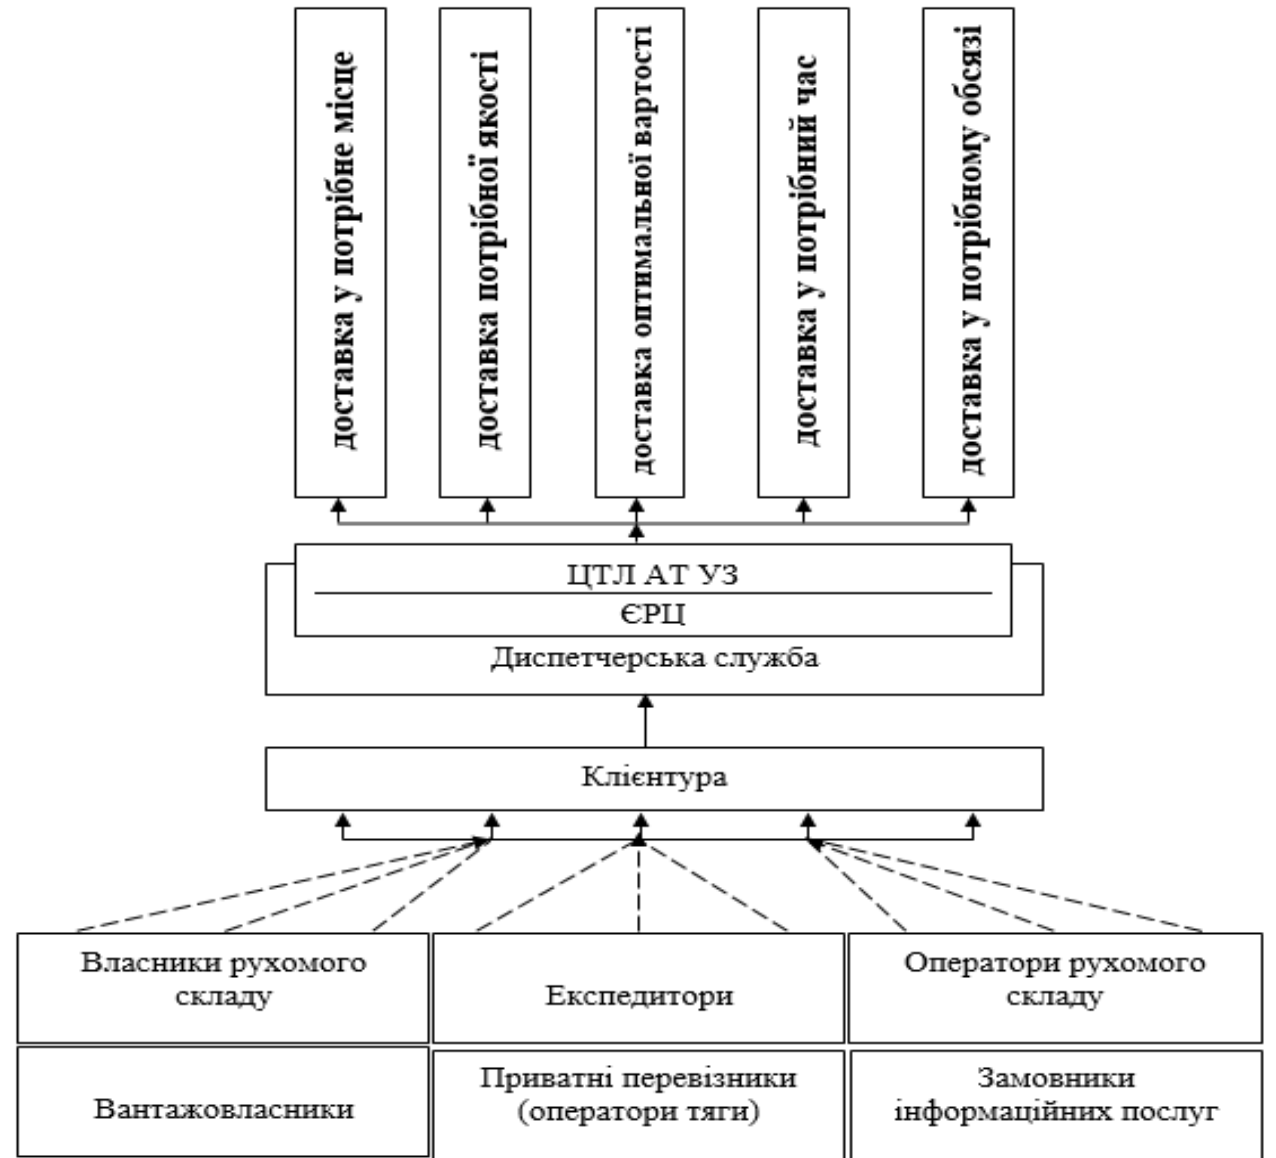 доставка у потрібне місце
доставка потрібної якості
доставка оптимальної вартості
доставка у потрібний час
доставка у потрібному обсязі
ЦТЛ АТ УЗ
ЄРЦ
Диспетчерська служба
Клієнтура
Власники рухомого
складу
Експедитори
Оператори рухомого
складу
Вантажовласники
Приватні перевізники
(оператори тяги)
Замовники
інформаційних послуг